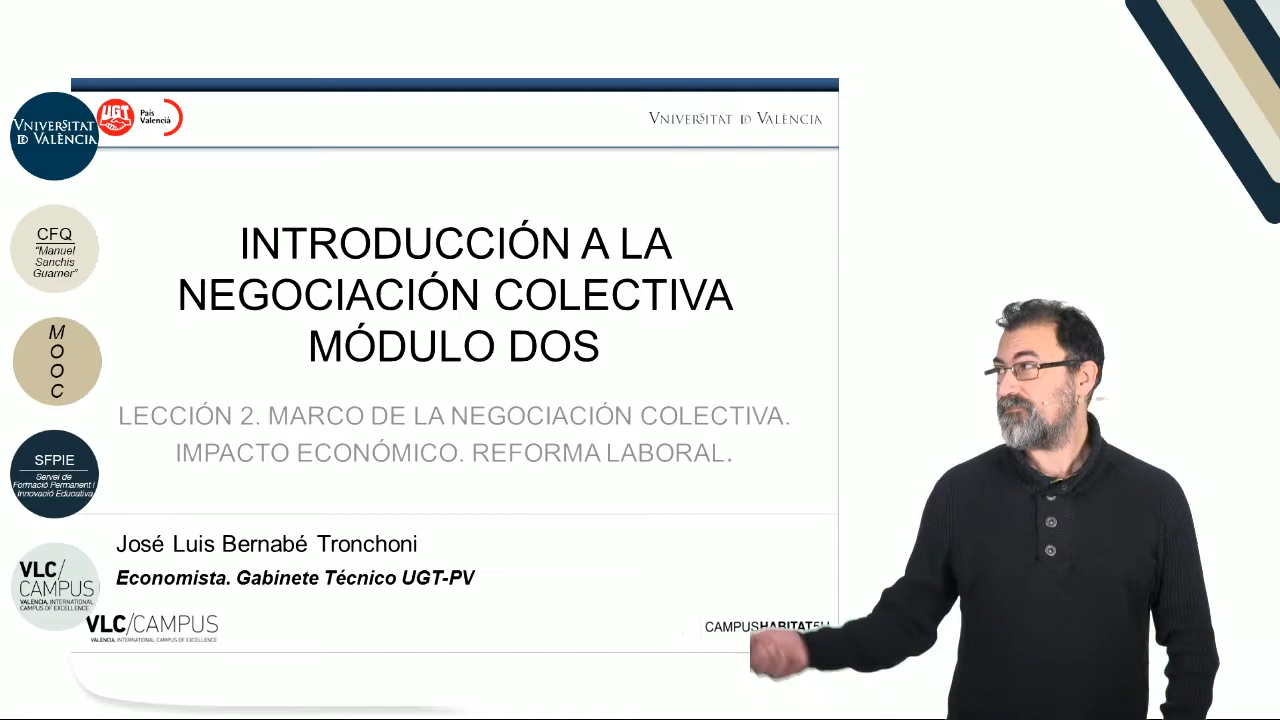 VNIVERSITAT
ID VALÈNCIA
CFQ
"Manuel
Sanchis
Guarner"
M
O
O
C
SFPIE
Servei de
Formació Permanent i
Innovació Educativa
VLC/
CAMPUS
VALENCIA, INTERNATIONAL
CAMPUS OF EXCELLENCE
UGT
País
Valencià
VNIVERSITAT ID VALÈNCIA
INTRODUCCIÓN A LA
NEGOCIACIÓN COLECTIVA
MÓDULO DOS
LECCIÓN 2. MARCO DE LA NEGOCIACIÓN COLECTIVA.
IMPACTO ECONÓMICO. REFORMA LABORAL.
José Luis Bernabé Tronchoni
Economista. Gabinete Técnico UGT-PV
VLC/CAMPUS
VALENCIA, INTERNATIONAL CAMPUS OF EXCELLENCE